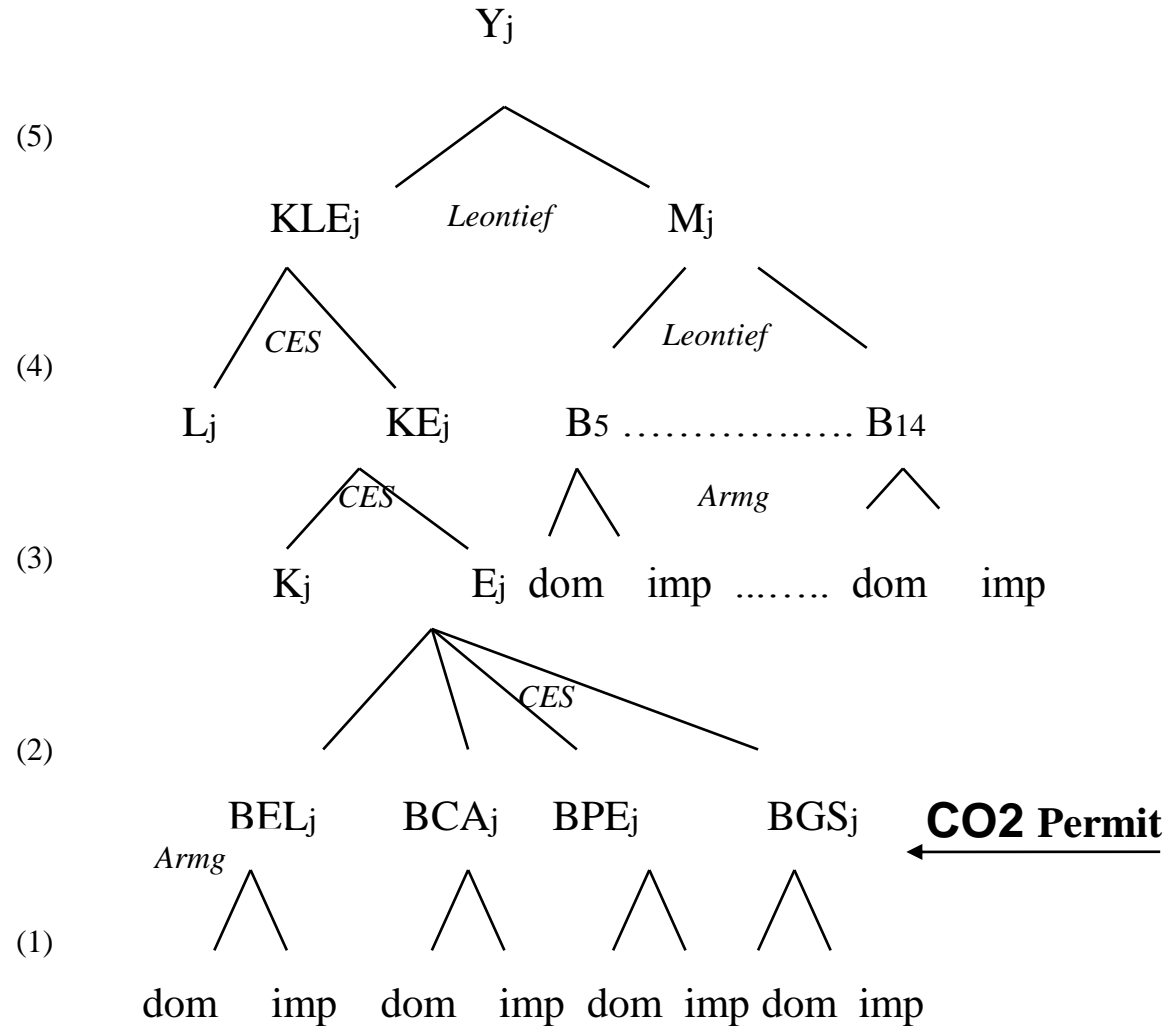 Yj
(5)
KLEj Leontief Mj
CES Leontief
(4)
Lj KEj B5 ………….…. B14
CES Armg
(3)
Kj Ej dom imp ...….. dom imp
CES
(2)
BELj BCAj BPEj BGSj CO2 Permit
Armg
(1)
dom imp dom imp dom imp dom imp